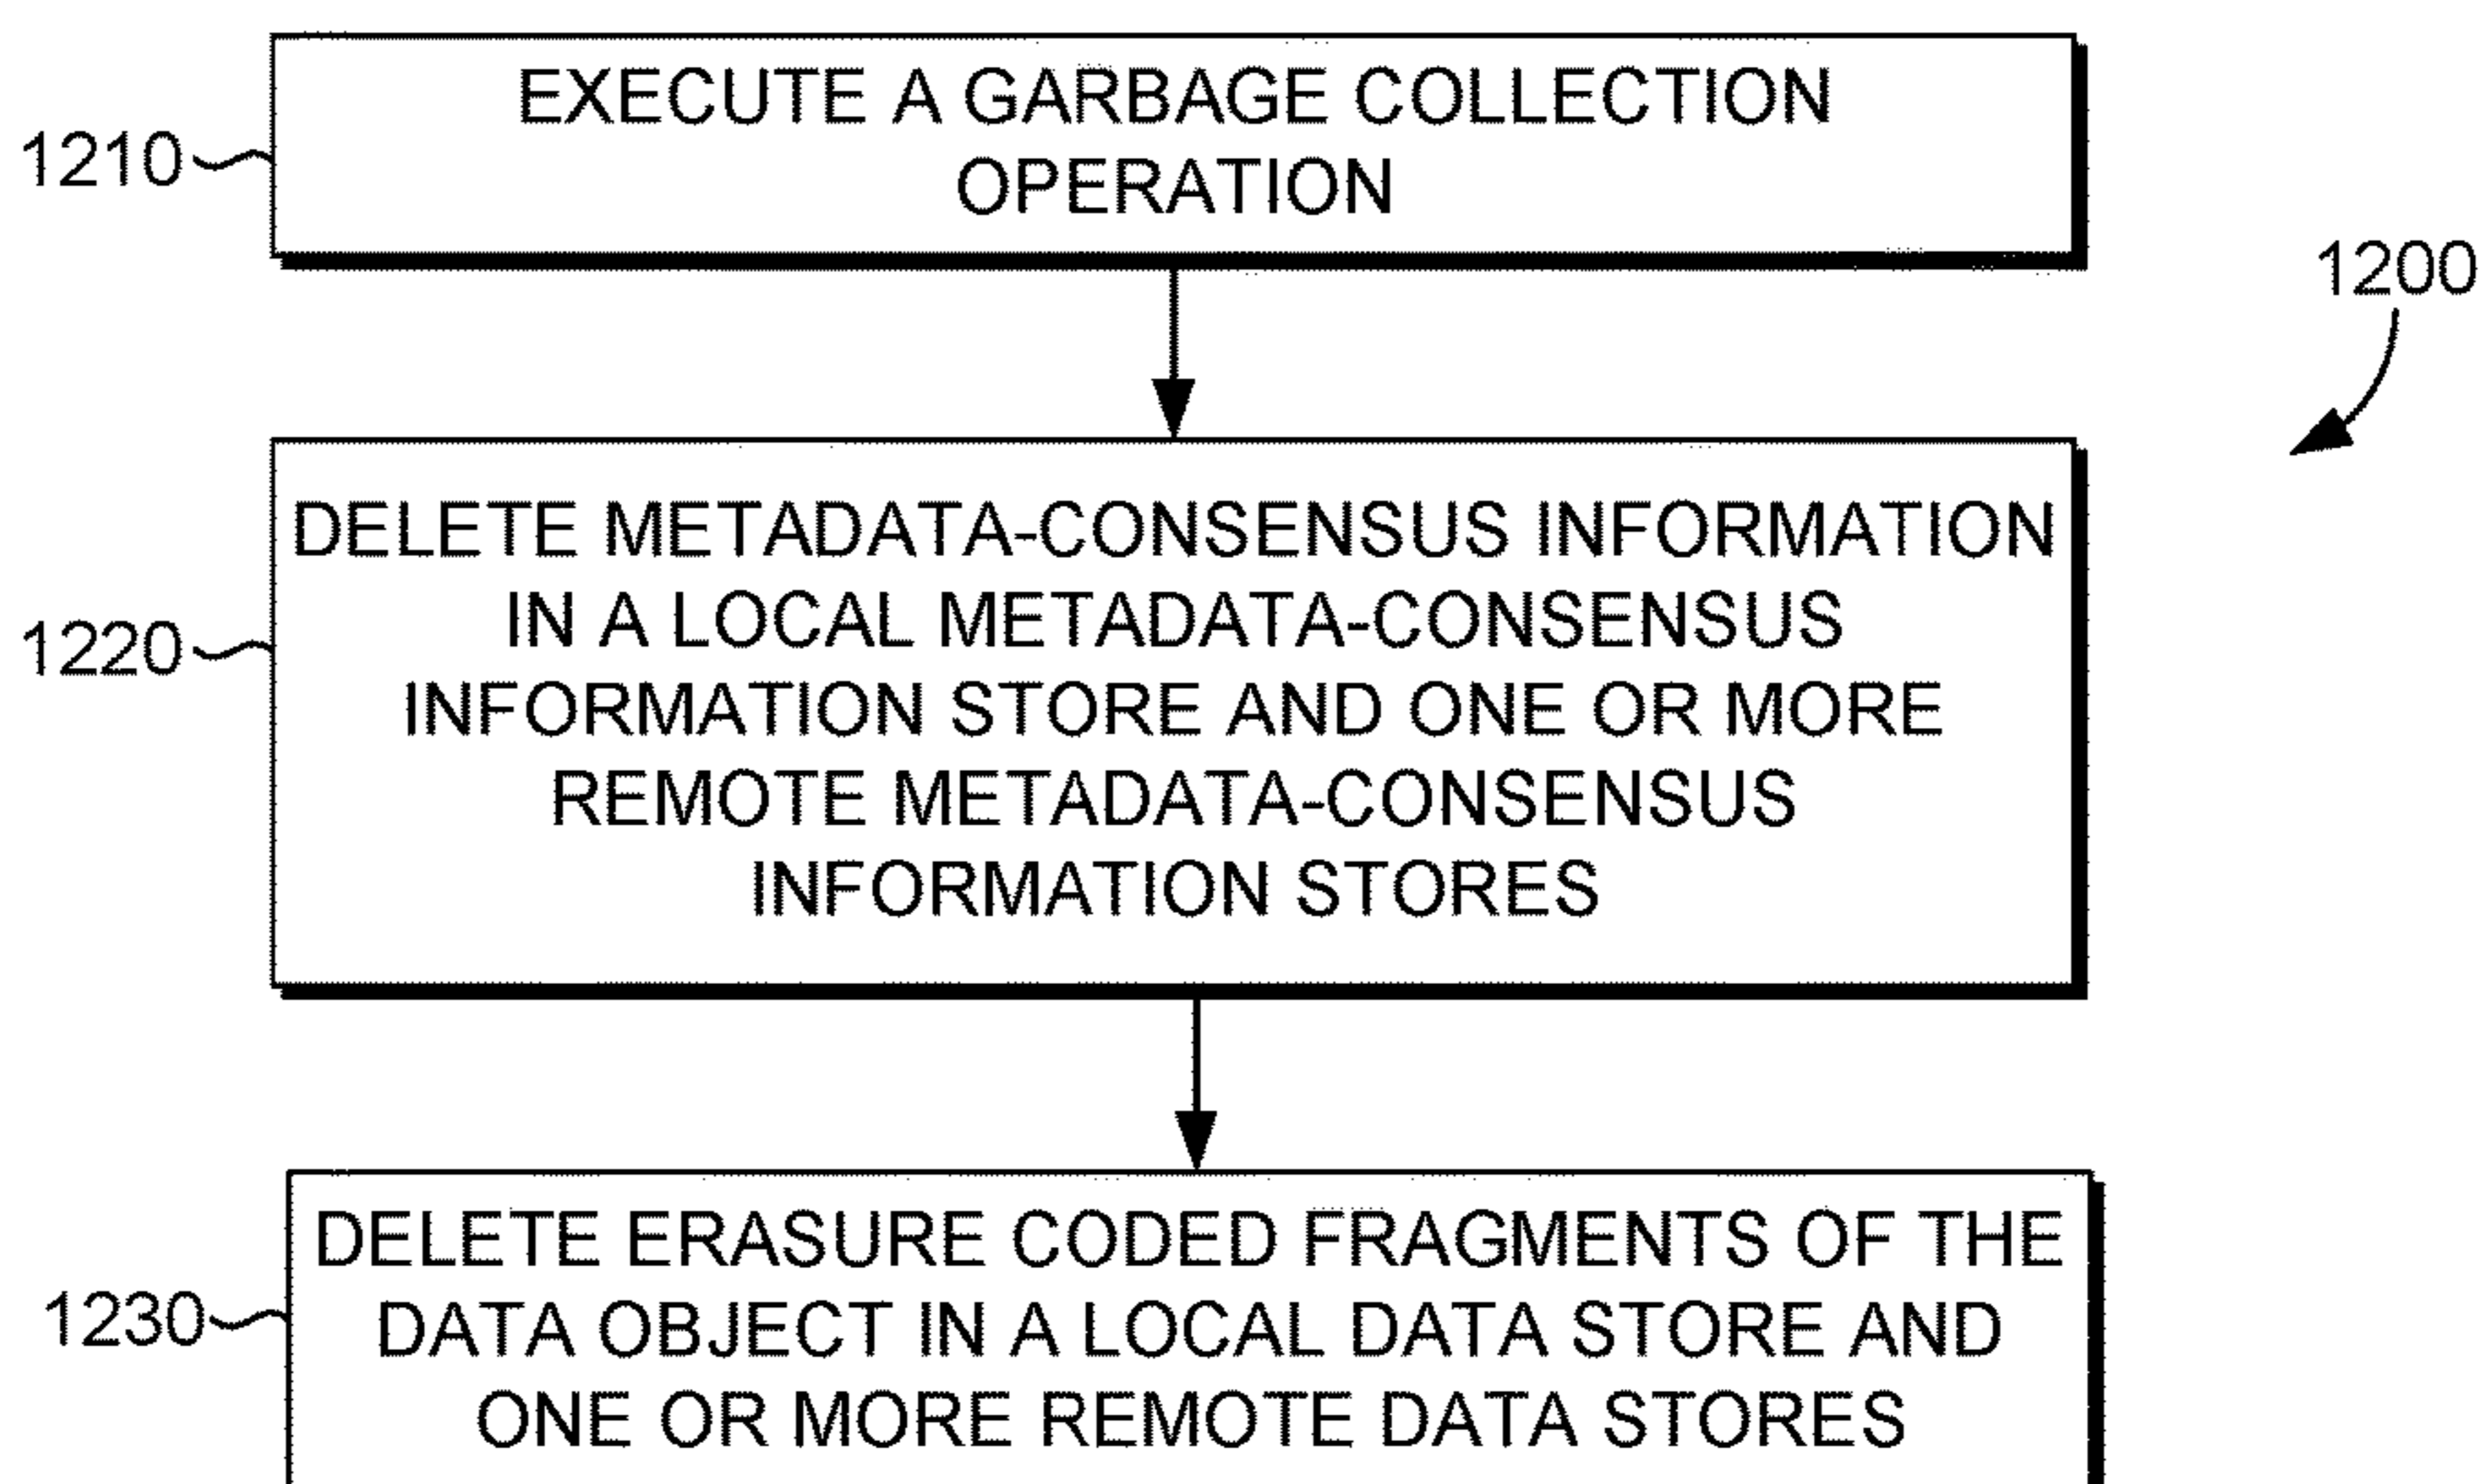 EXECUTE A GARBAGE COLLECTION
OPERATION
1210
1200
DELETE METADATA-CONSENSUS INFORMATION
IN A LOCAL METADATA-CONSENSUS
INFORMATION STORE AND ONE OR MORE
REMOTE METADATA-CONSENSUS
INFORMATION STORES
1220
DELETE ERASURE CODED FRAGMENTS OF THE
DATA OBJECT IN A LOCAL DATA STORE AND
ONE OR MORE REMOTE DATA STORES
1230